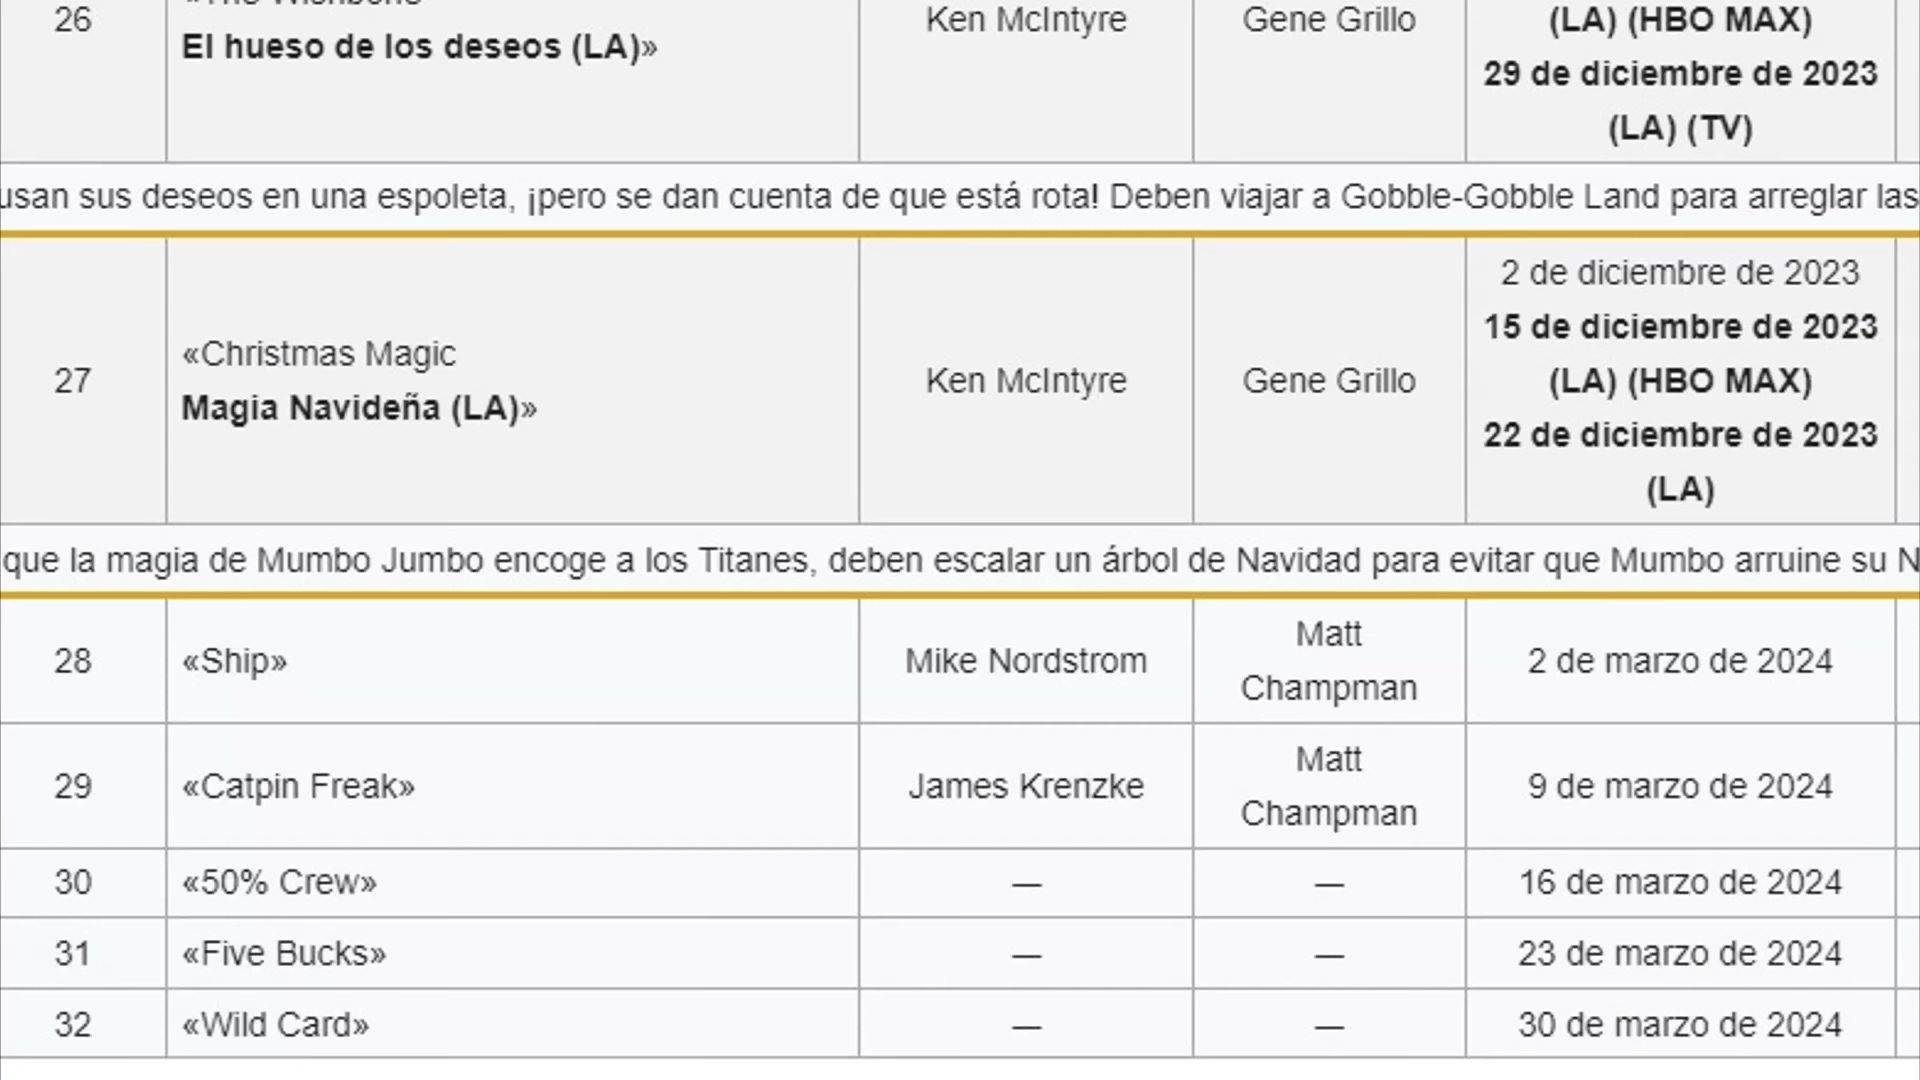 26
«The Wishbone
El hueso de los deseos (LA)»
Ken McIntyre
Gene Grillo
(LA) (HBO MAX)
29 de diciembre de 2023
(LA) (TV)
usan sus deseos en una espoleta, ¡pero se dan cuenta de que está rota! Deben viajar a Gobble-Gobble Land para arreglar las
27
«Christmas Magic
Magia Navideña (LA)»
Ken McIntyre
Gene Grillo
2 de diciembre de 2023
15 de diciembre de 2023
(LA) (HBO MAX)
22 de diciembre de 2023
(LA)
que la magia de Mumbo Jumbo encoge a los Titanes, deben escalar un árbol de Navidad para evitar que Mumbo arruine su N
28
«Ship»
Mike Nordstrom
Matt
Champman
2 de marzo de 2024
29
«Catpin Freak»
James Krenzke
Matt
Champman
9 de marzo de 2024
30
«50% Crew»
—
—
16 de marzo de 2024
31
«Five Bucks»
—
—
23 de marzo de 2024
32
«Wild Card»
—
—
30 de marzo de 2024